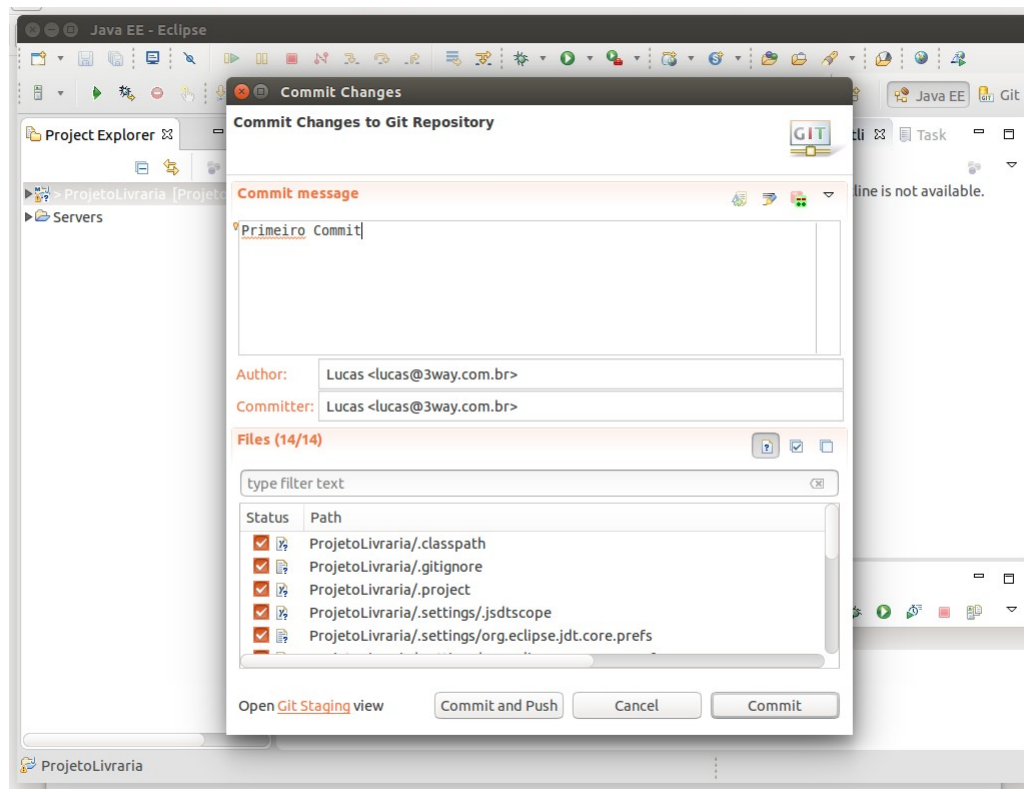 Java EE - Eclipse
Java EE
Git
Project Explorer
Task
> ProjetoLivraria
Servers
line is not available.
Commit Changes
Commit Changes to Git Repository
GIT
Commit message
Primeiro Commit
Author:
Lucas <lucas@3way.com.br>
Committer:
Lucas <lucas@3way.com.br>
Files (14/14)
type filter text
Status
Path
ProjetoLivraria/.classpath
ProjetoLivraria/.gitignore
ProjetoLivraria/.project
ProjetoLivraria/.settings/.jsdtscope
ProjetoLivraria/.settings/org.eclipse.jdt.core.prefs
Open Git Staging view
Commit and Push
Cancel
Commit
ProjetoLivraria